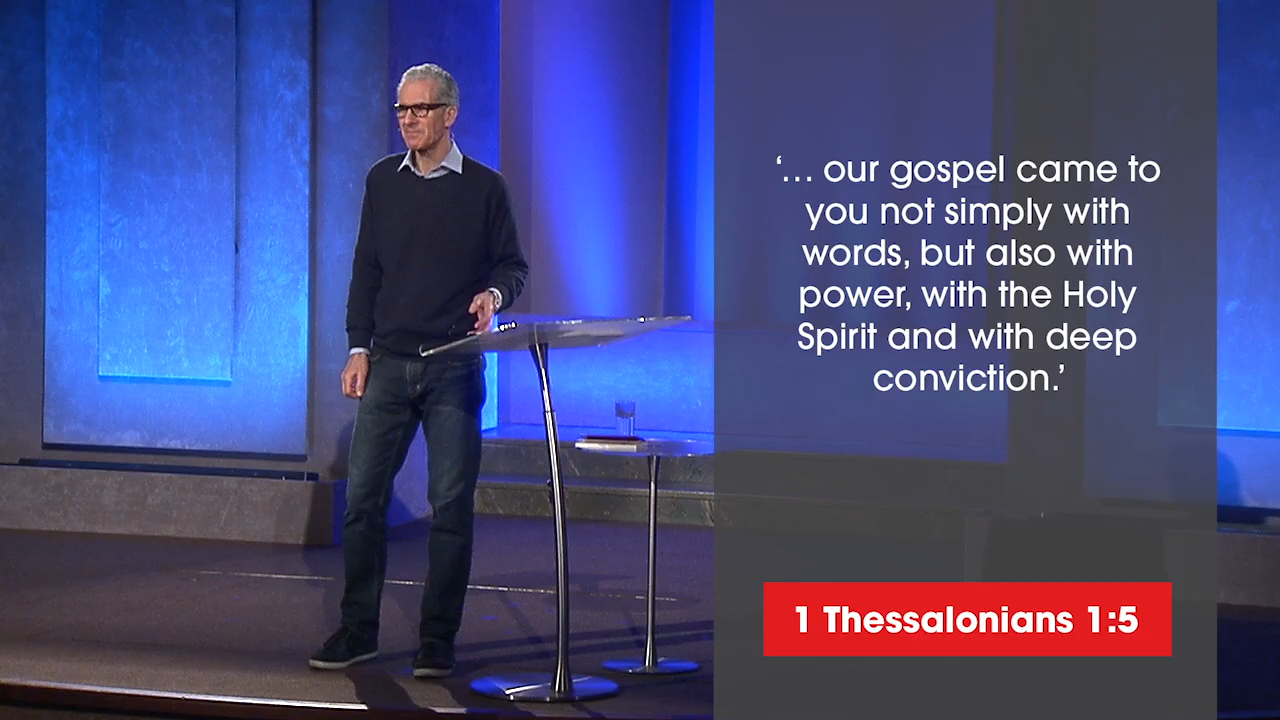 ‘... our gospel came to
you not simply with
words, but also with
power, with the Holy
Spirit and with deep
conviction.’
1 Thessalonians 1:5